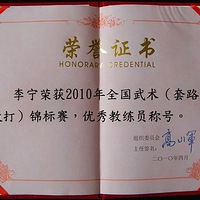 荣誉证书
HONORARY CREDENTIAL
李宁荣获2010年全国武术（套路
打）锦标赛，优秀教练员称号。
组织委员会
主任签名：
二〇一〇年四月